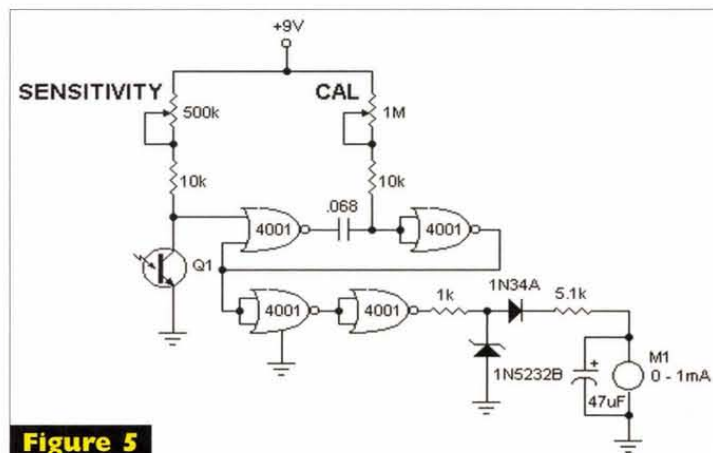 +9V
SENSITIVITY
CAL
500k
1M
10k
10k
.068
4001
4001
Q1
4001
4001
1k
1N34A
5.1k
1N5232B
+
47uF
M1
0 - 1mA
Figure 5